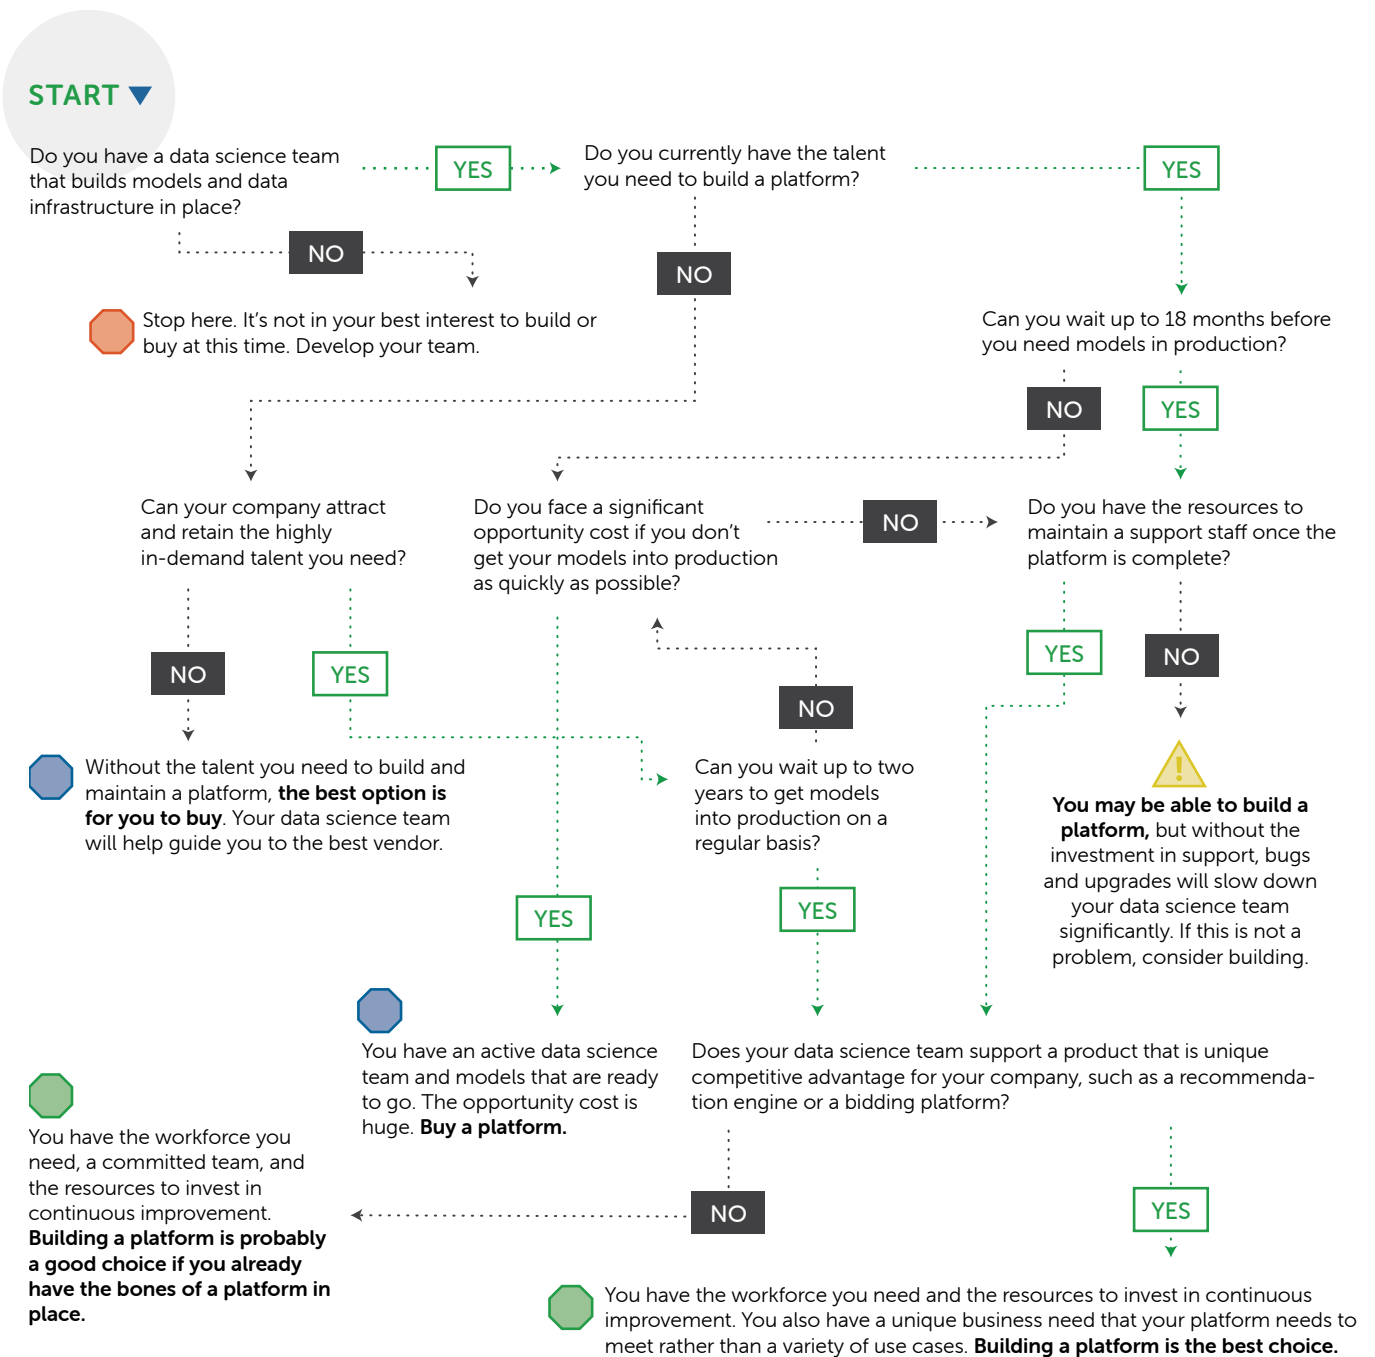 START
Do you have a data science team
that builds models and data
infrastructure in place?
YES
Do you currently have the talent
you need to build a platform?
YES
NO
NO
Stop here. It's not in your best interest to build or
buy at this time. Develop your team.
Can you wait up to 18 months before
you need models in production?
NO
YES
Can your company attract
and retain the highly
in-demand talent you need?
Do you face a significant
opportunity cost if you don't
get your models into production
as quickly as possible?
NO
Do you have the resources to
maintain a support staff once the
platform is complete?
NO
YES
NO
YES
NO
Without the talent you need to build and
maintain a platform, the best option is
for you to buy. Your data science team
will help guide you to the best vendor.
Can you wait up to two
years to get models
into production on a
regular basis?
You may be able to build a
platform, but without the
investment in support, bugs
and upgrades will slow down
your data science team
significantly. If this is not a
problem, consider building.
YES
YES
You have an active data science
team and models that are ready
to go. The opportunity cost is
huge. Buy a platform.
Does your data science team support a product that is unique
competitive advantage for your company, such as a recommenda-
tion engine or a bidding platform?
You have the workforce you
need, a committed team, and
the resources to invest in
continuous improvement.
Building a platform is probably
a good choice if you already
have the bones of a platform in
place.
NO
YES
You have the workforce you need and the resources to invest in continuous
improvement. You also have a unique business need that your platform needs to
meet rather than a variety of use cases. Building a platform is the best choice.